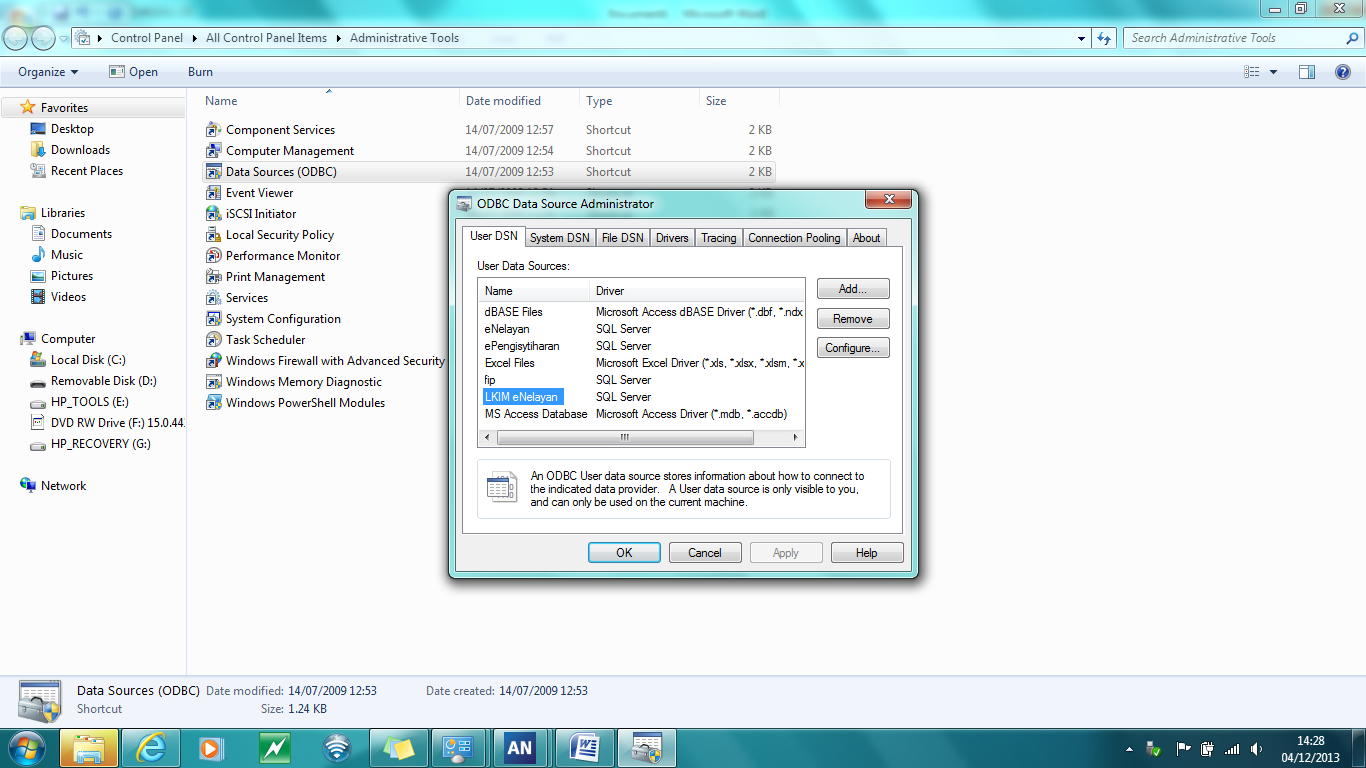 Control Panel ▸ All Control Panel Items ▸ Administrative Tools
Search Administrative Tools
Organize Open Burn
Favorites
Desktop
Downloads
Recent Places
Libraries
Documents
Music
Pictures
Videos
Computer
Local Disk (C:)
Removable Disk (D:)
HP_TOOLS (E:)
DVD RW Drive (F:) 15.0.44
HP_RECOVERY (G:)
Network
Name Date modified Type Size
Component Services 14/07/2009 12:57 Shortcut 2 KB
Computer Management 14/07/2009 12:54 Shortcut 2 KB
Data Sources (ODBC) 14/07/2009 12:53 Shortcut 2 KB
Event Viewer
iSCSI Initiator
Local Security Policy
Performance Monitor
Print Management
Services
System Configuration
Task Scheduler
Windows Firewall with Advanced Security
Windows Memory Diagnostic
Windows PowerShell Modules
ODBC Data Source Administrator
User DSN System DSN File DSN Drivers Tracing Connection Pooling About
User Data Sources:
Name Driver
dBASE Files Microsoft Access dBASE Driver (*.dbf, *.ndx
eNelayan SQL Server
ePengisytiharan SQL Server
Excel Files Microsoft Excel Driver (*.xls, *.xlsx, *.xlsm, *.x
fip SQL Server
LKIM eNelayan SQL Server
MS Access Database Microsoft Access Driver (*.mdb, *.accdb)
Add...
Remove
Configure...
An ODBC User data source stores information about how to connect to
the indicated data provider. A User data source is only visible to you,
and can only be used on the current machine.
OK Cancel Apply Help
Data Sources (ODBC) Date modified: 14/07/2009 12:53 Date created: 14/07/2009 12:53
Shortcut Size: 1.24 KB
AN
14:28
04/12/2013